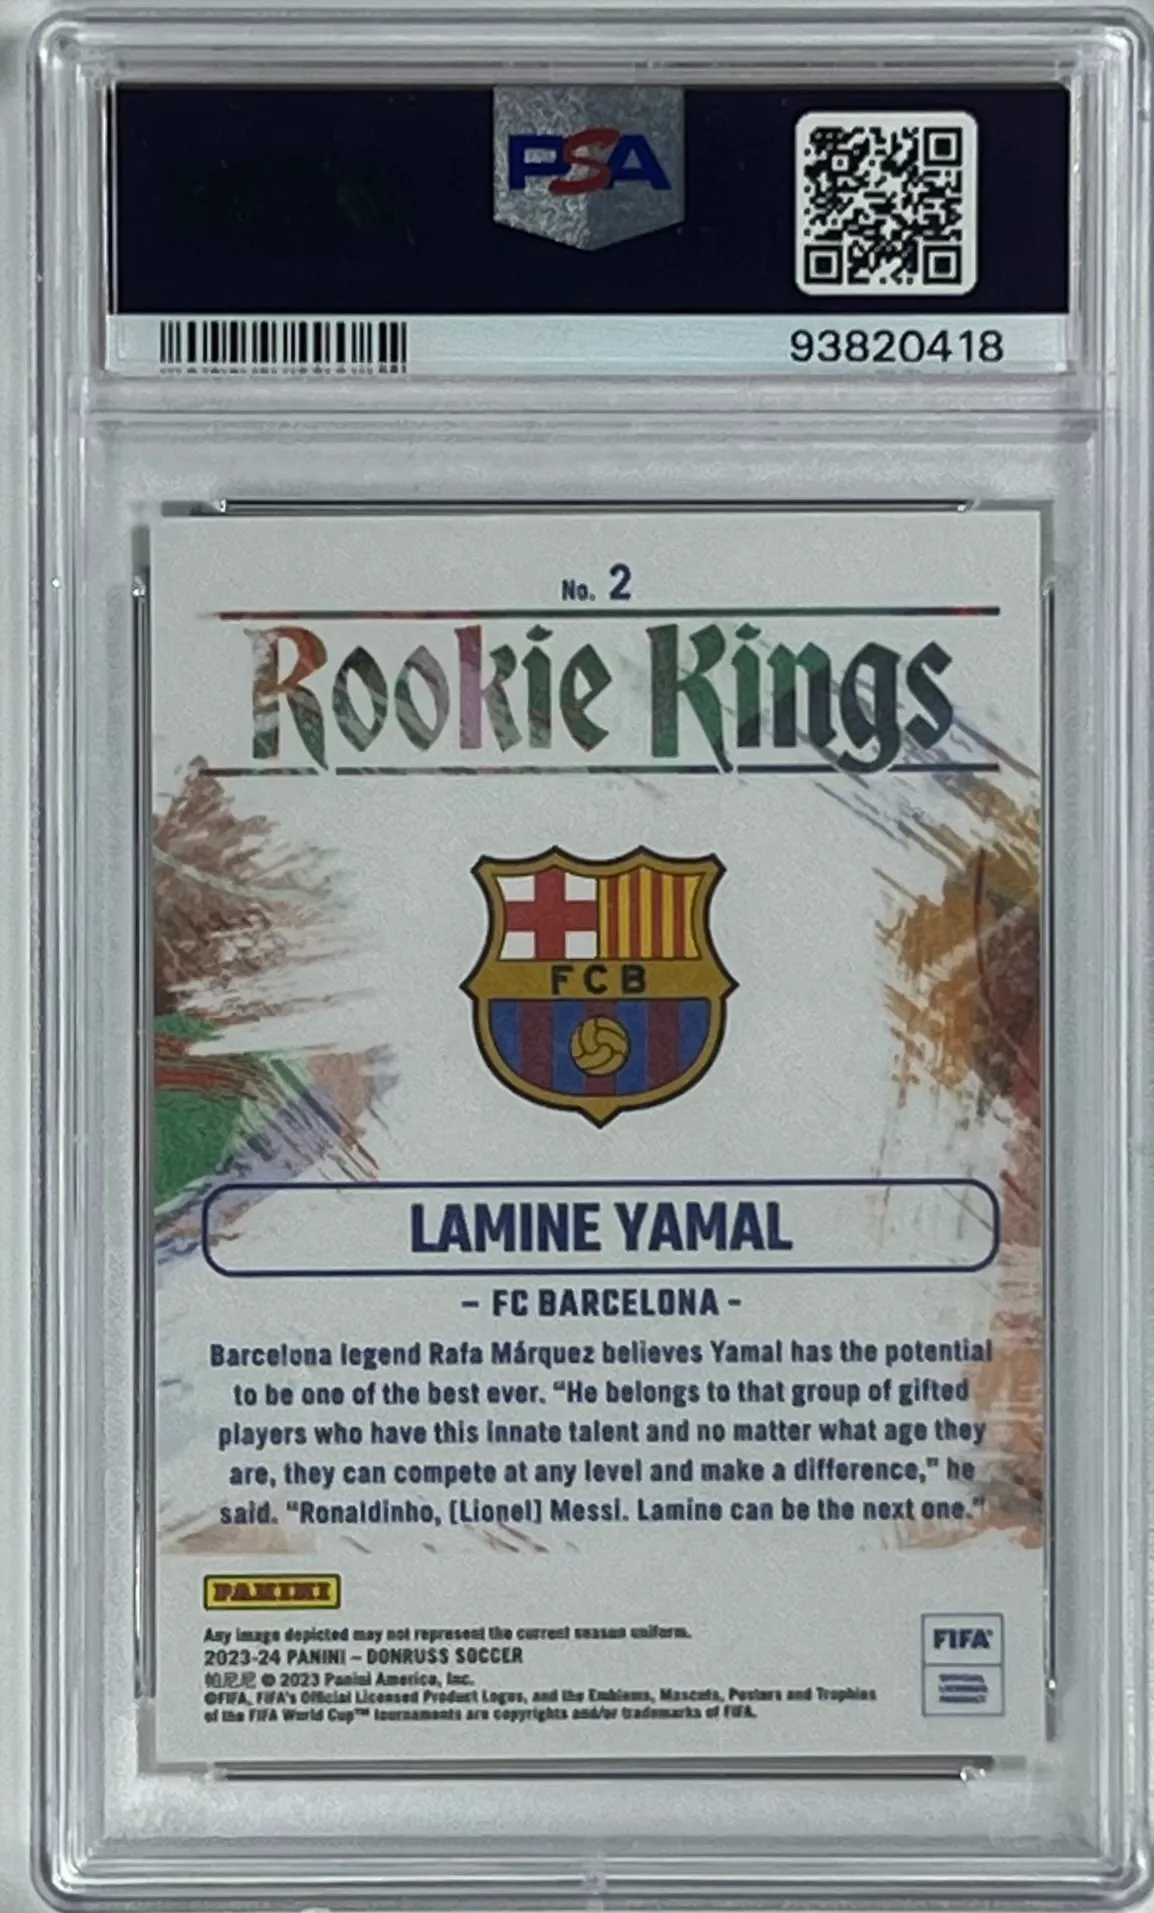 PSA
93820418
No. 2
Rookie Kings
FCB
LAMINE YAMAL
– FC BARCELONA –
Barcelona legend Rafa Márquez believes Yamal has the potential
to be one of the best ever. “He belongs to that group of gifted
players who have this innate talent and no matter what age they
are, they can compete at any level and make a difference,” he
said. “Ronaldinho, (Lionel) Messi. Lamine can be the next one.”
PANINI
Any image depicted may not represent the current season uniform.
2023-24 PANINI – DONRUSS SOCCER
帕尼尼 © 2023 Panini America, Inc.
©FIFA, FIFA's Official Licensed Product Logos, and the Emblems, Mascots, Posters and Trophies
of the FIFA World Cup™ tournaments are copyrights and/or trademarks of FIFA.
FIFA®
OFFICIAL
LICENSED
PRODUCT